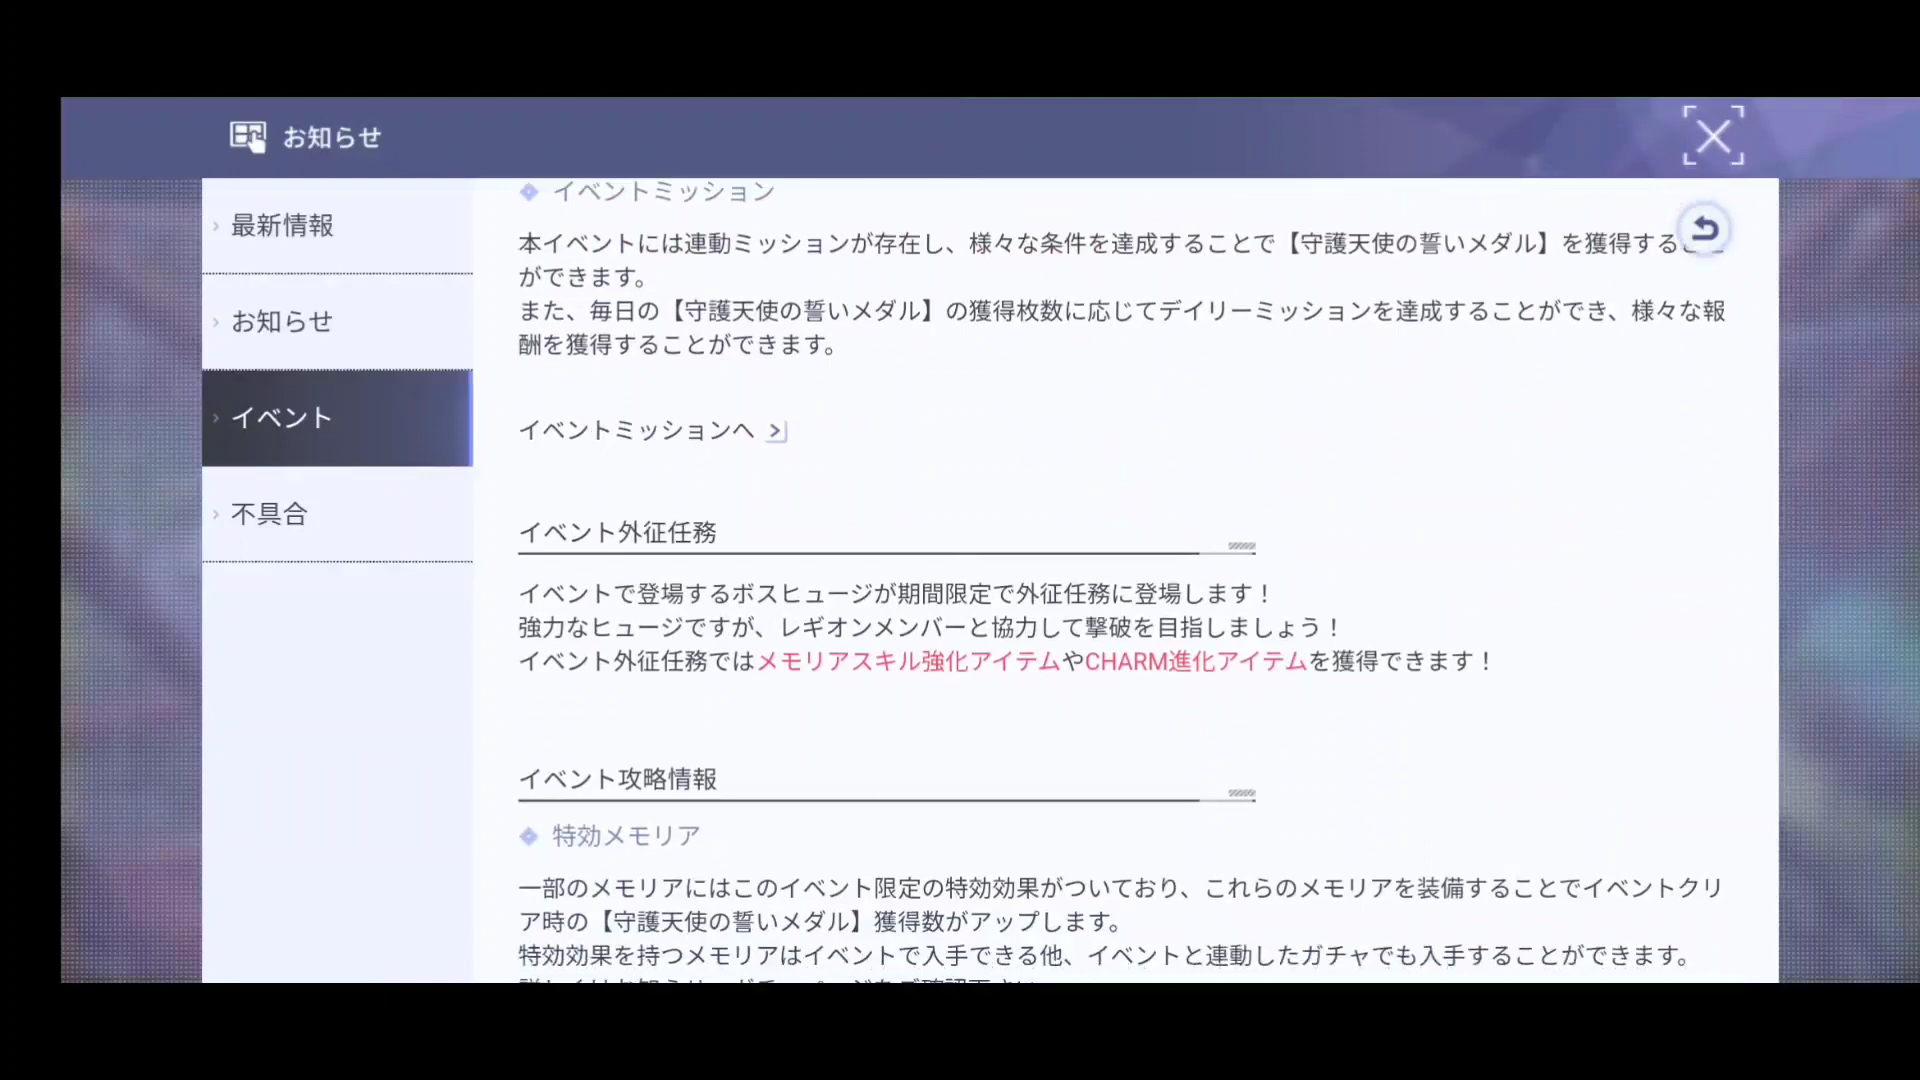 お知らせ
最新情報
お知らせ
イベント
不具合
イベントミッション
本イベントには連動ミッションが存在し、様々な条件を達成することで【守護天使の誓いメダル】を獲得する
ができます。
また、毎日の【守護天使の誓いメダル】の獲得枚数に応じてデイリーミッションを達成することができ、様々な報
酬を獲得することができます。
イベントミッションへ
イベント外征任務
イベントで登場するボスヒュージが期間限定で外征任務に登場します！
強力なヒュージですが、レギオンメンバーと協力して撃破を目指しましょう！
イベント外征任務ではメモリアスキル強化アイテムやCHARM進化アイテムを獲得できます！
イベント攻略情報
特効メモリア
一部のメモリアにはこのイベント限定の特効効果がついており、これらのメモリアを装備することでイベントクリ
ア時の【守護天使の誓いメダル】獲得数がアップします。
特効効果を持つメモリアはイベントで入手できる他、イベントと連動したガチャでも入手することができます。